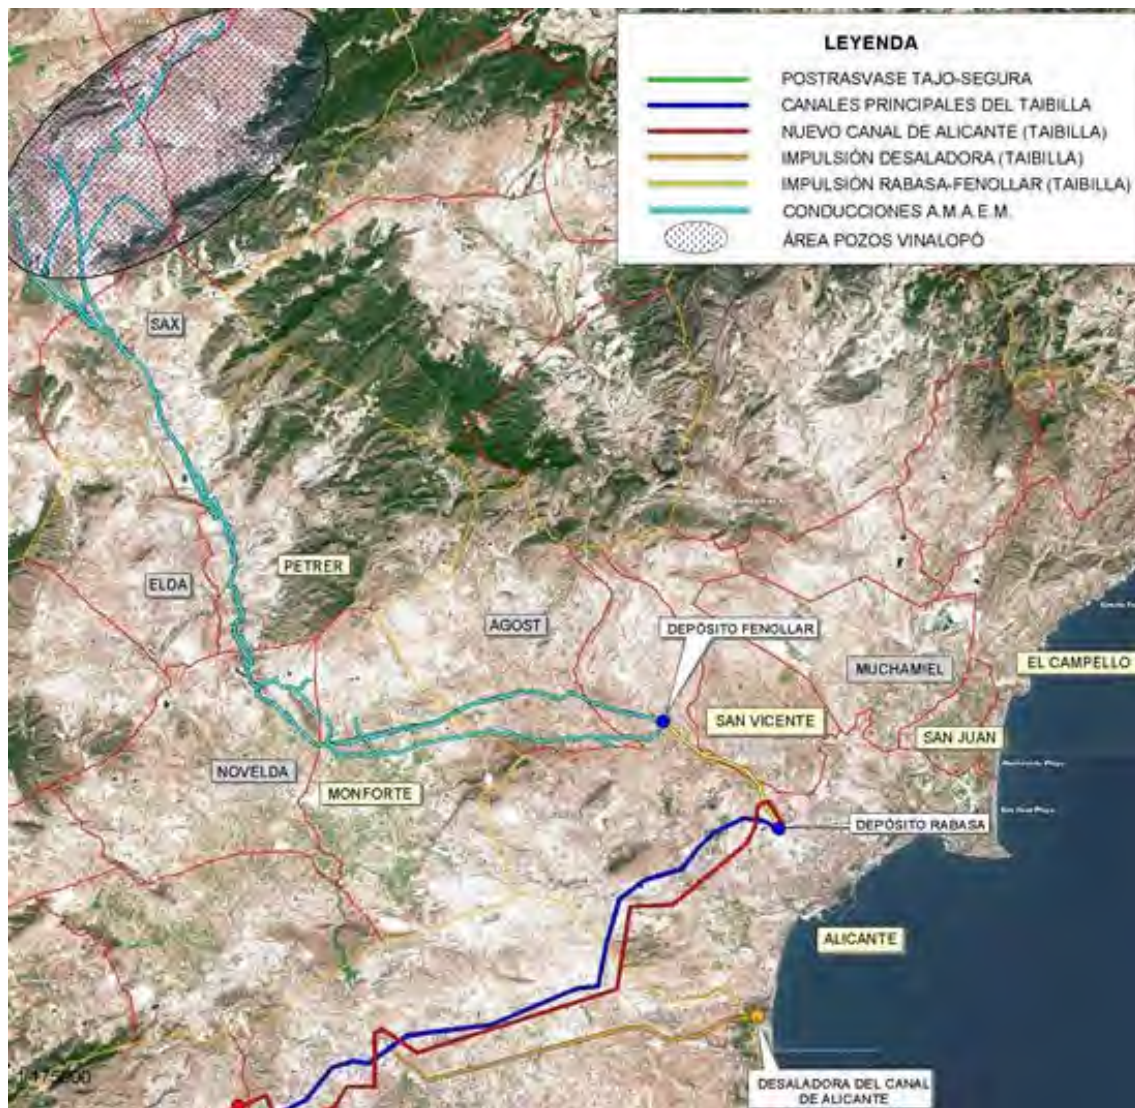 LEYENDA
POSTRASVASE TAJO-SEGURA
CANALES PRINCIPALES DEL TAIBILLA
NUEVO CANAL DE ALICANTE (TAIBILLA)
IMPULSIÓN DESALADORA (TAIBILLA)
IMPULSIÓN RABASA-FENOLLAR (TAIBILLA)
CONDUCCIONES A.M.A.E.M.
ÁREA POZOS VINALOPÓ
SAX
PETRER
ELDA
AGOST
DEPÓSITO FENOLLAR
MUCHAMIEL
EL CAMPELLO
SAN VICENTE
SAN JUAN
NOVELDA
MONFORTE
DEPÓSITO RABASA
ALICANTE
DESALADORA DEL CANAL
DE ALICANTE